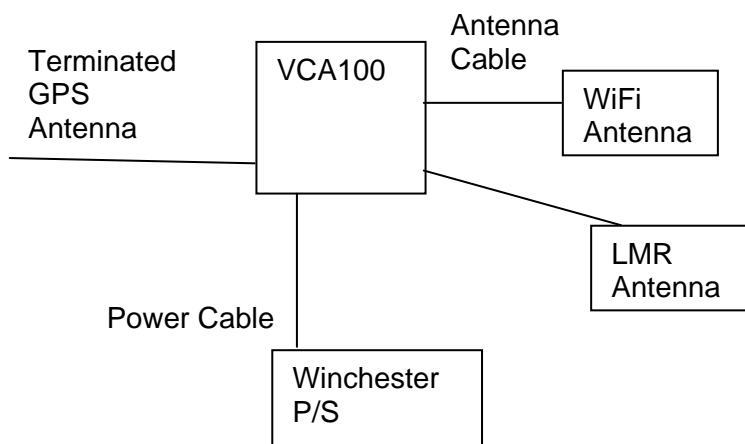 Terminated
GPS
Antenna
VCA100
Antenna
Cable
WiFi
Antenna
LMR
Antenna
Power Cable
Winchester
P/S